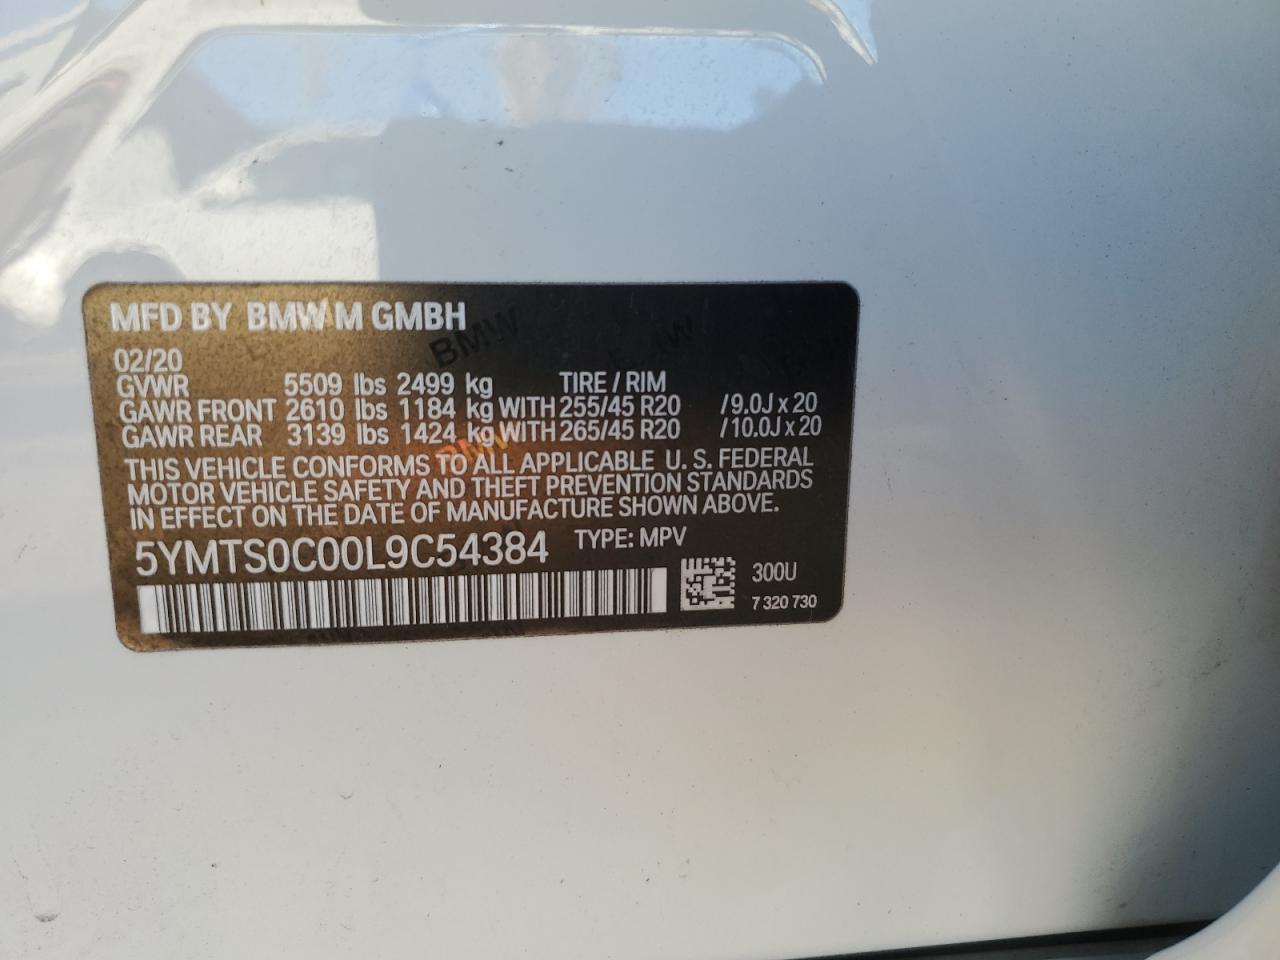 MFD BY BMW M GMBH
02/20
GVWR 5509 lbs 2499 kg TIRE / RIM
GAWR FRONT 2610 lbs 1184 kg WITH 255/45 R20 /9.0J x 20
GAWR REAR 3139 lbs 1424 kg WITH 265/45 R20 /10.0J x 20
THIS VEHICLE CONFORMS TO ALL APPLICABLE U. S. FEDERAL
MOTOR VEHICLE SAFETY AND THEFT PREVENTION STANDARDS
IN EFFECT ON THE DATE OF MANUFACTURE SHOWN ABOVE.
5YMTS0C00L9C54384 TYPE: MPV
300U
7 320 730